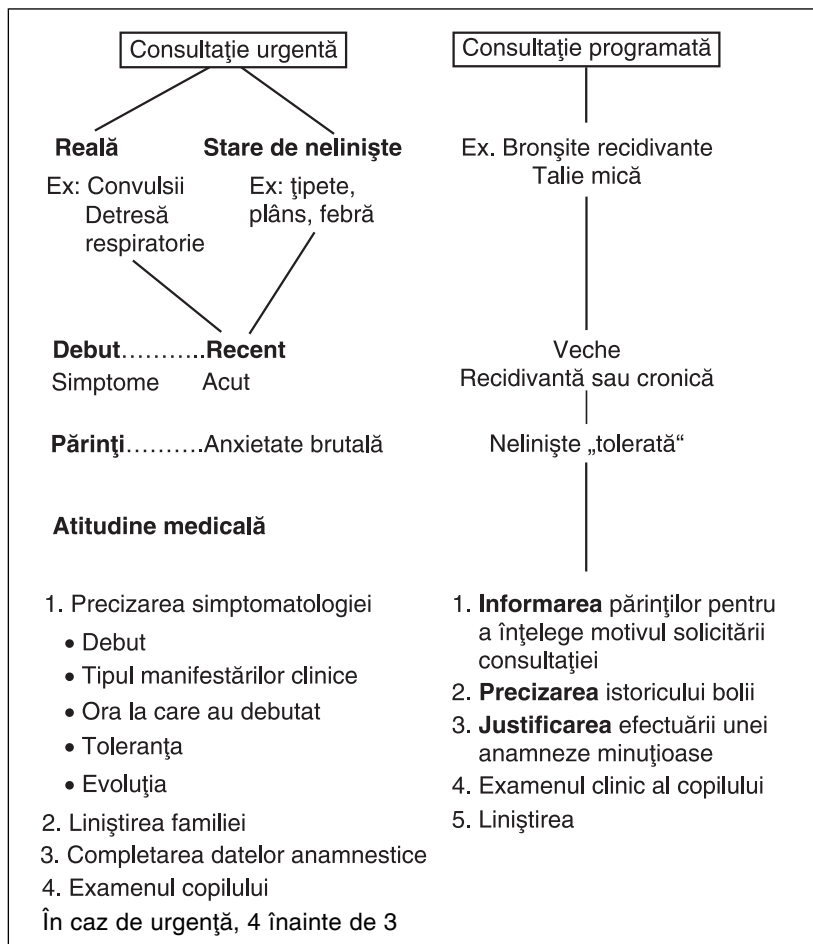 Consultaţie urgentă
Consultaţie programată
Reală
Stare de nelinişte
Ex: Convulsii
Detresă
respiratorie
Ex: ţipete,
plâns, febră
Ex. Bronşite recidivante
Talie mică
Debut………..Recent
Simptome Acut
Veche
Recidivantă sau cronică
Părinţi……….Anxietate brutală
Nelinişte „tolerată“
Atitudine medicală
1. Precizarea simptomatologiei
• Debut
• Tipul manifestărilor clinice
• Ora la care au debutat
• Toleranţa
• Evoluţia
2. Liniştirea familiei
3. Completarea datelor anamnestice
4. Examenul copilului
În caz de urgenţă, 4 înainte de 3
1. Informarea părinţilor pentru
a înţelege motivul solicitării
consultaţiei
2. Precizarea istoricului bolii
3. Justificarea efectuării unei
anamneze minuţioase
4. Examenul clinic al copilului
5. Liniştirea